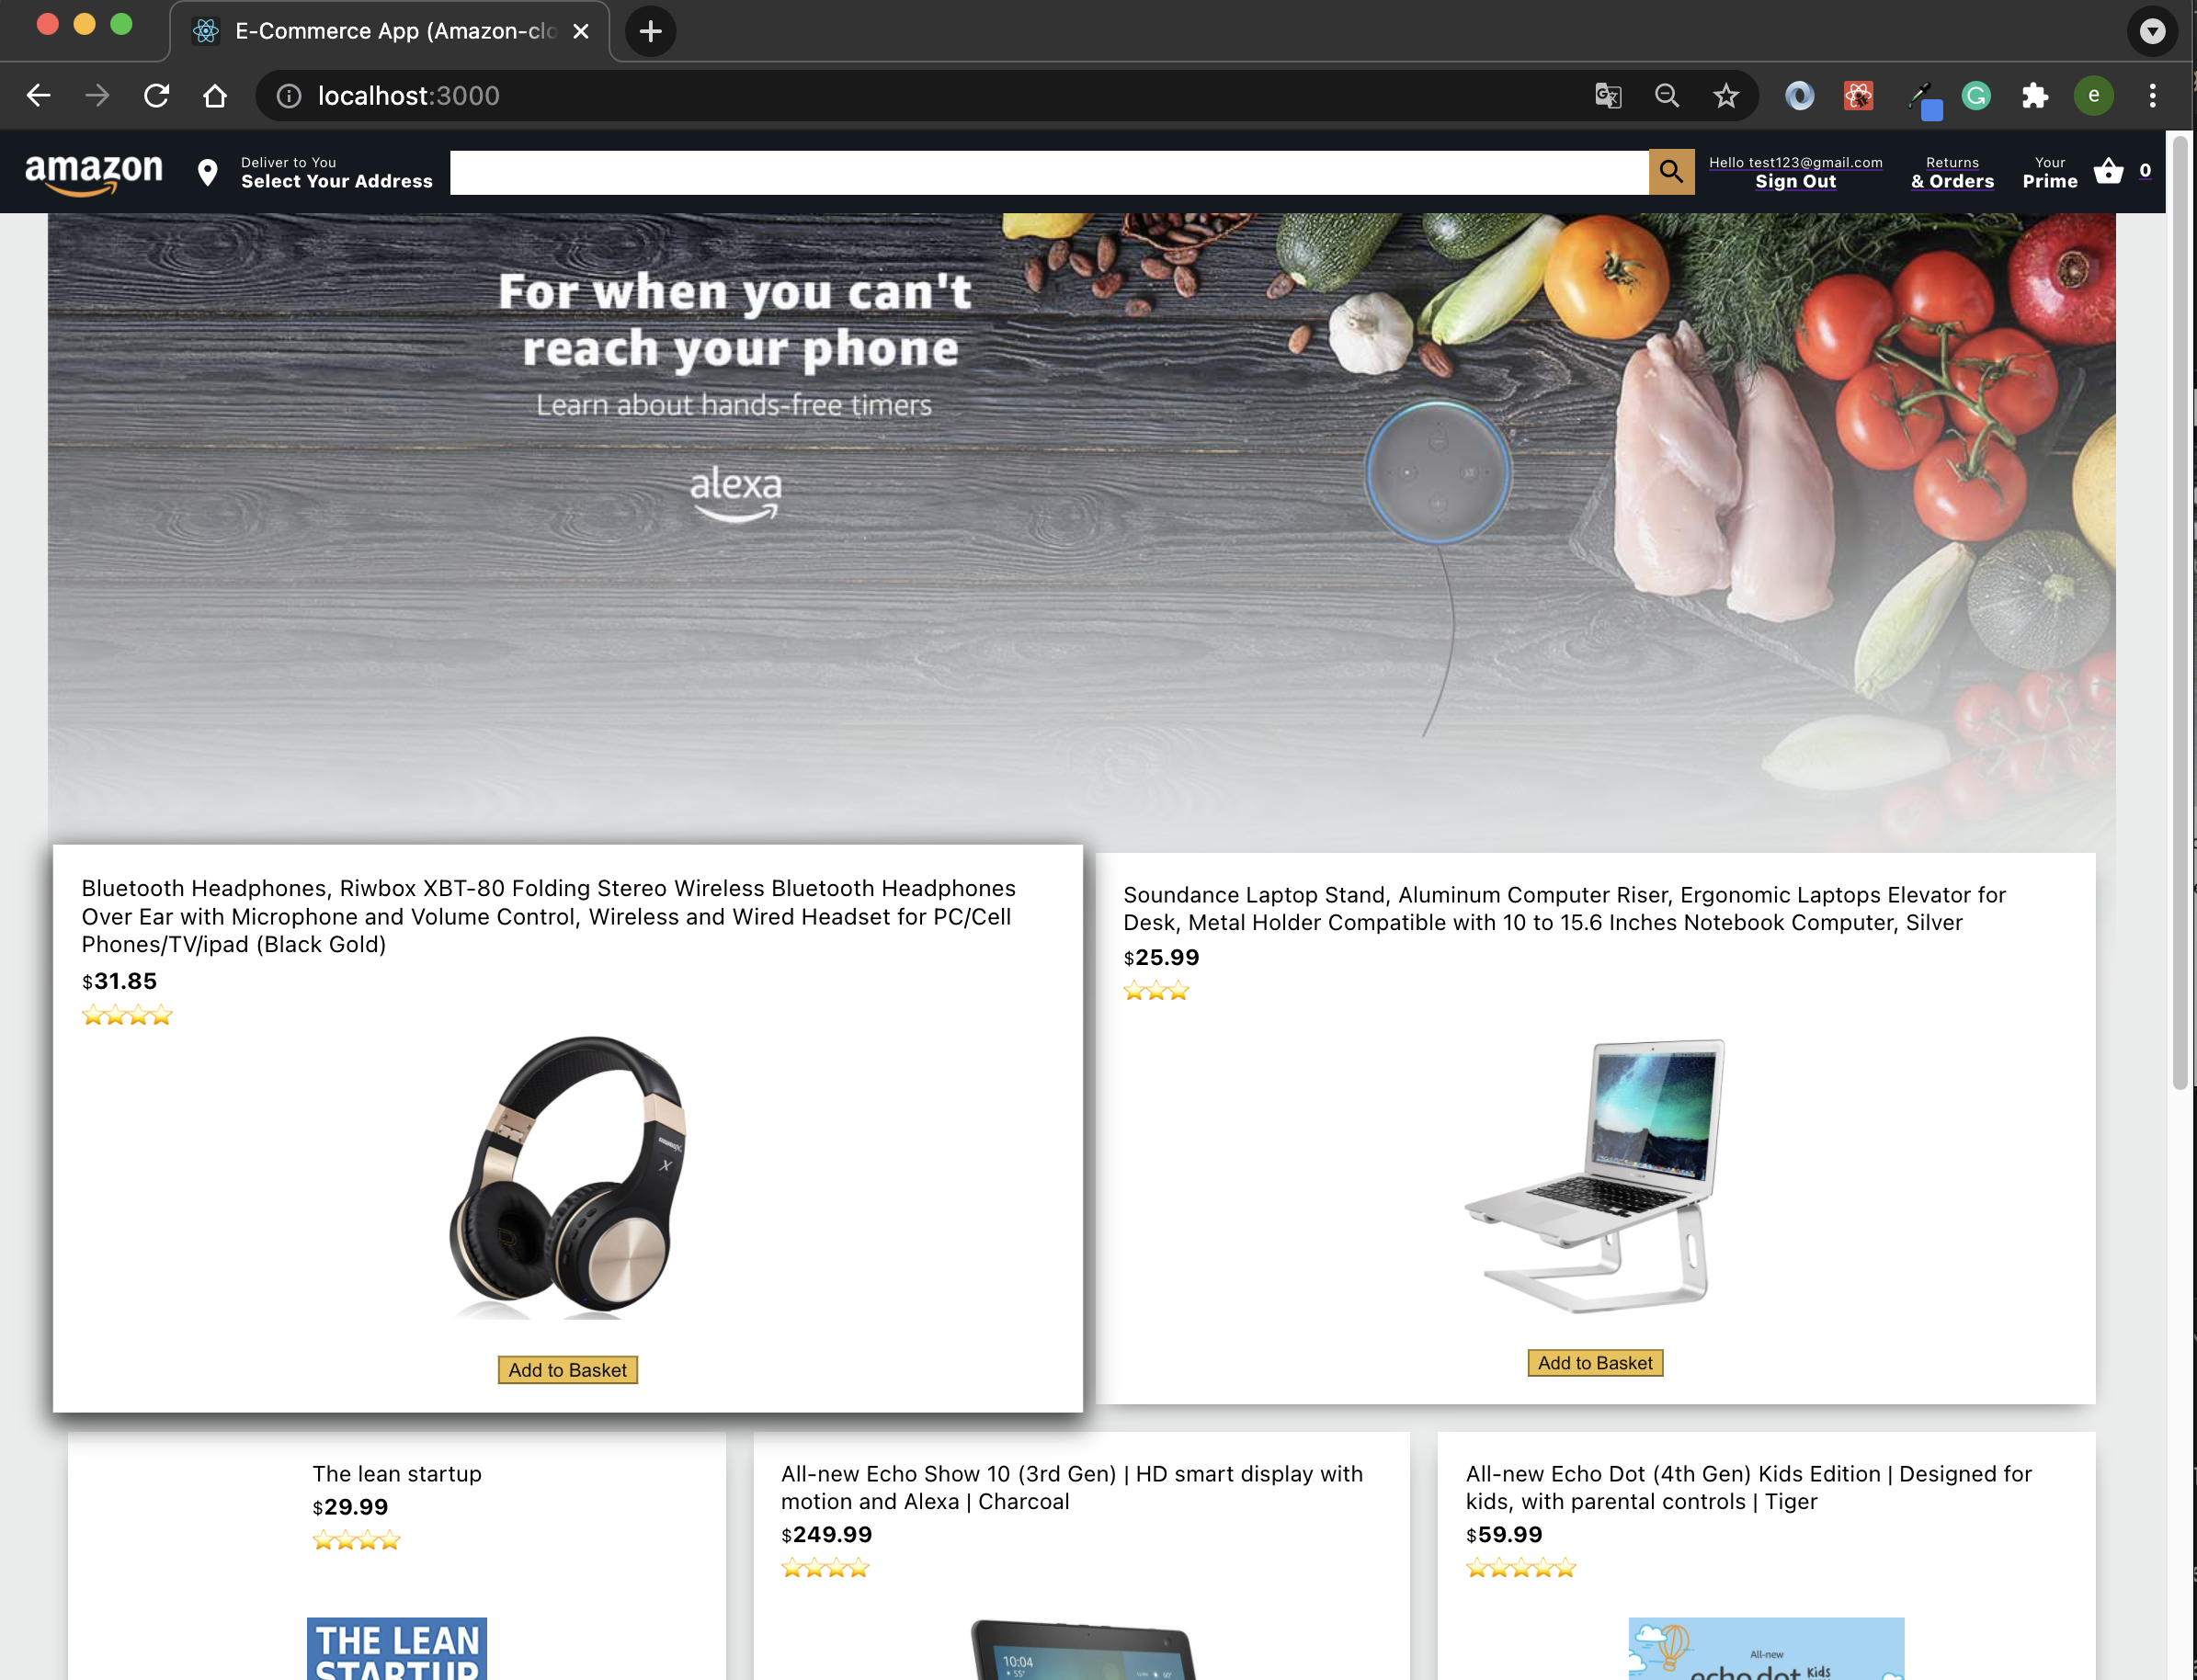 E-Commerce App (Amazon-clo
localhost:3000
e
amazon
Deliver to You
Select Your Address
Hello test123@gmail.com
Sign Out
Returns
& Orders
Your
Prime
0
For when you can't
reach your phone
Learn about hands-free timers
alexa
Bluetooth Headphones, Riwbox XBT-80 Folding Stereo Wireless Bluetooth Headphones
Over Ear with Microphone and Volume Control, Wireless and Wired Headset for PC/Cell
Phones/TV/ipad (Black Gold)
$31.85
Add to Basket
Soundance Laptop Stand, Aluminum Computer Riser, Ergonomic Laptops Elevator for
Desk, Metal Holder Compatible with 10 to 15.6 Inches Notebook Computer, Silver
$25.99
Add to Basket
The lean startup
$29.99
THE LEAN
STARTUP
All-new Echo Show 10 (3rd Gen) | HD smart display with
motion and Alexa | Charcoal
$249.99
10:04
All-new Echo Dot (4th Gen) Kids Edition | Designed for
kids, with parental controls | Tiger
$59.99
All-new
echo dot Kids